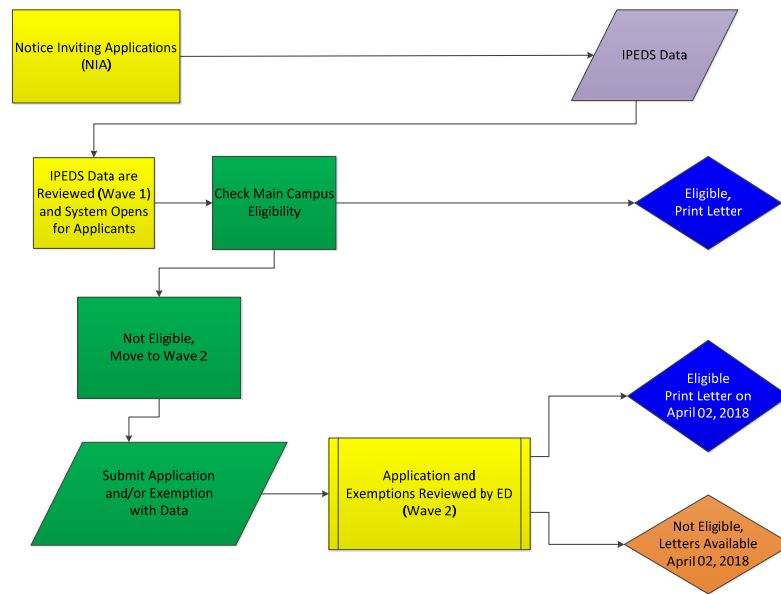 Notice Inviting Applications
(NIA)
IPEDS Data
IPEDS Data are
Reviewed (Wave 1)
and System Opens
for Applicants
Check Main Campus
Eligibility
Eligible,
Print Letter
Not Eligible,
Move to Wave 2
Eligible
Print Letter on
April 02, 2018
Submit Application
and/or Exemption
with Data
Application and
Exemptions Reviewed by ED
(Wave 2)
Not Eligible,
Letters Available
April 02, 2018